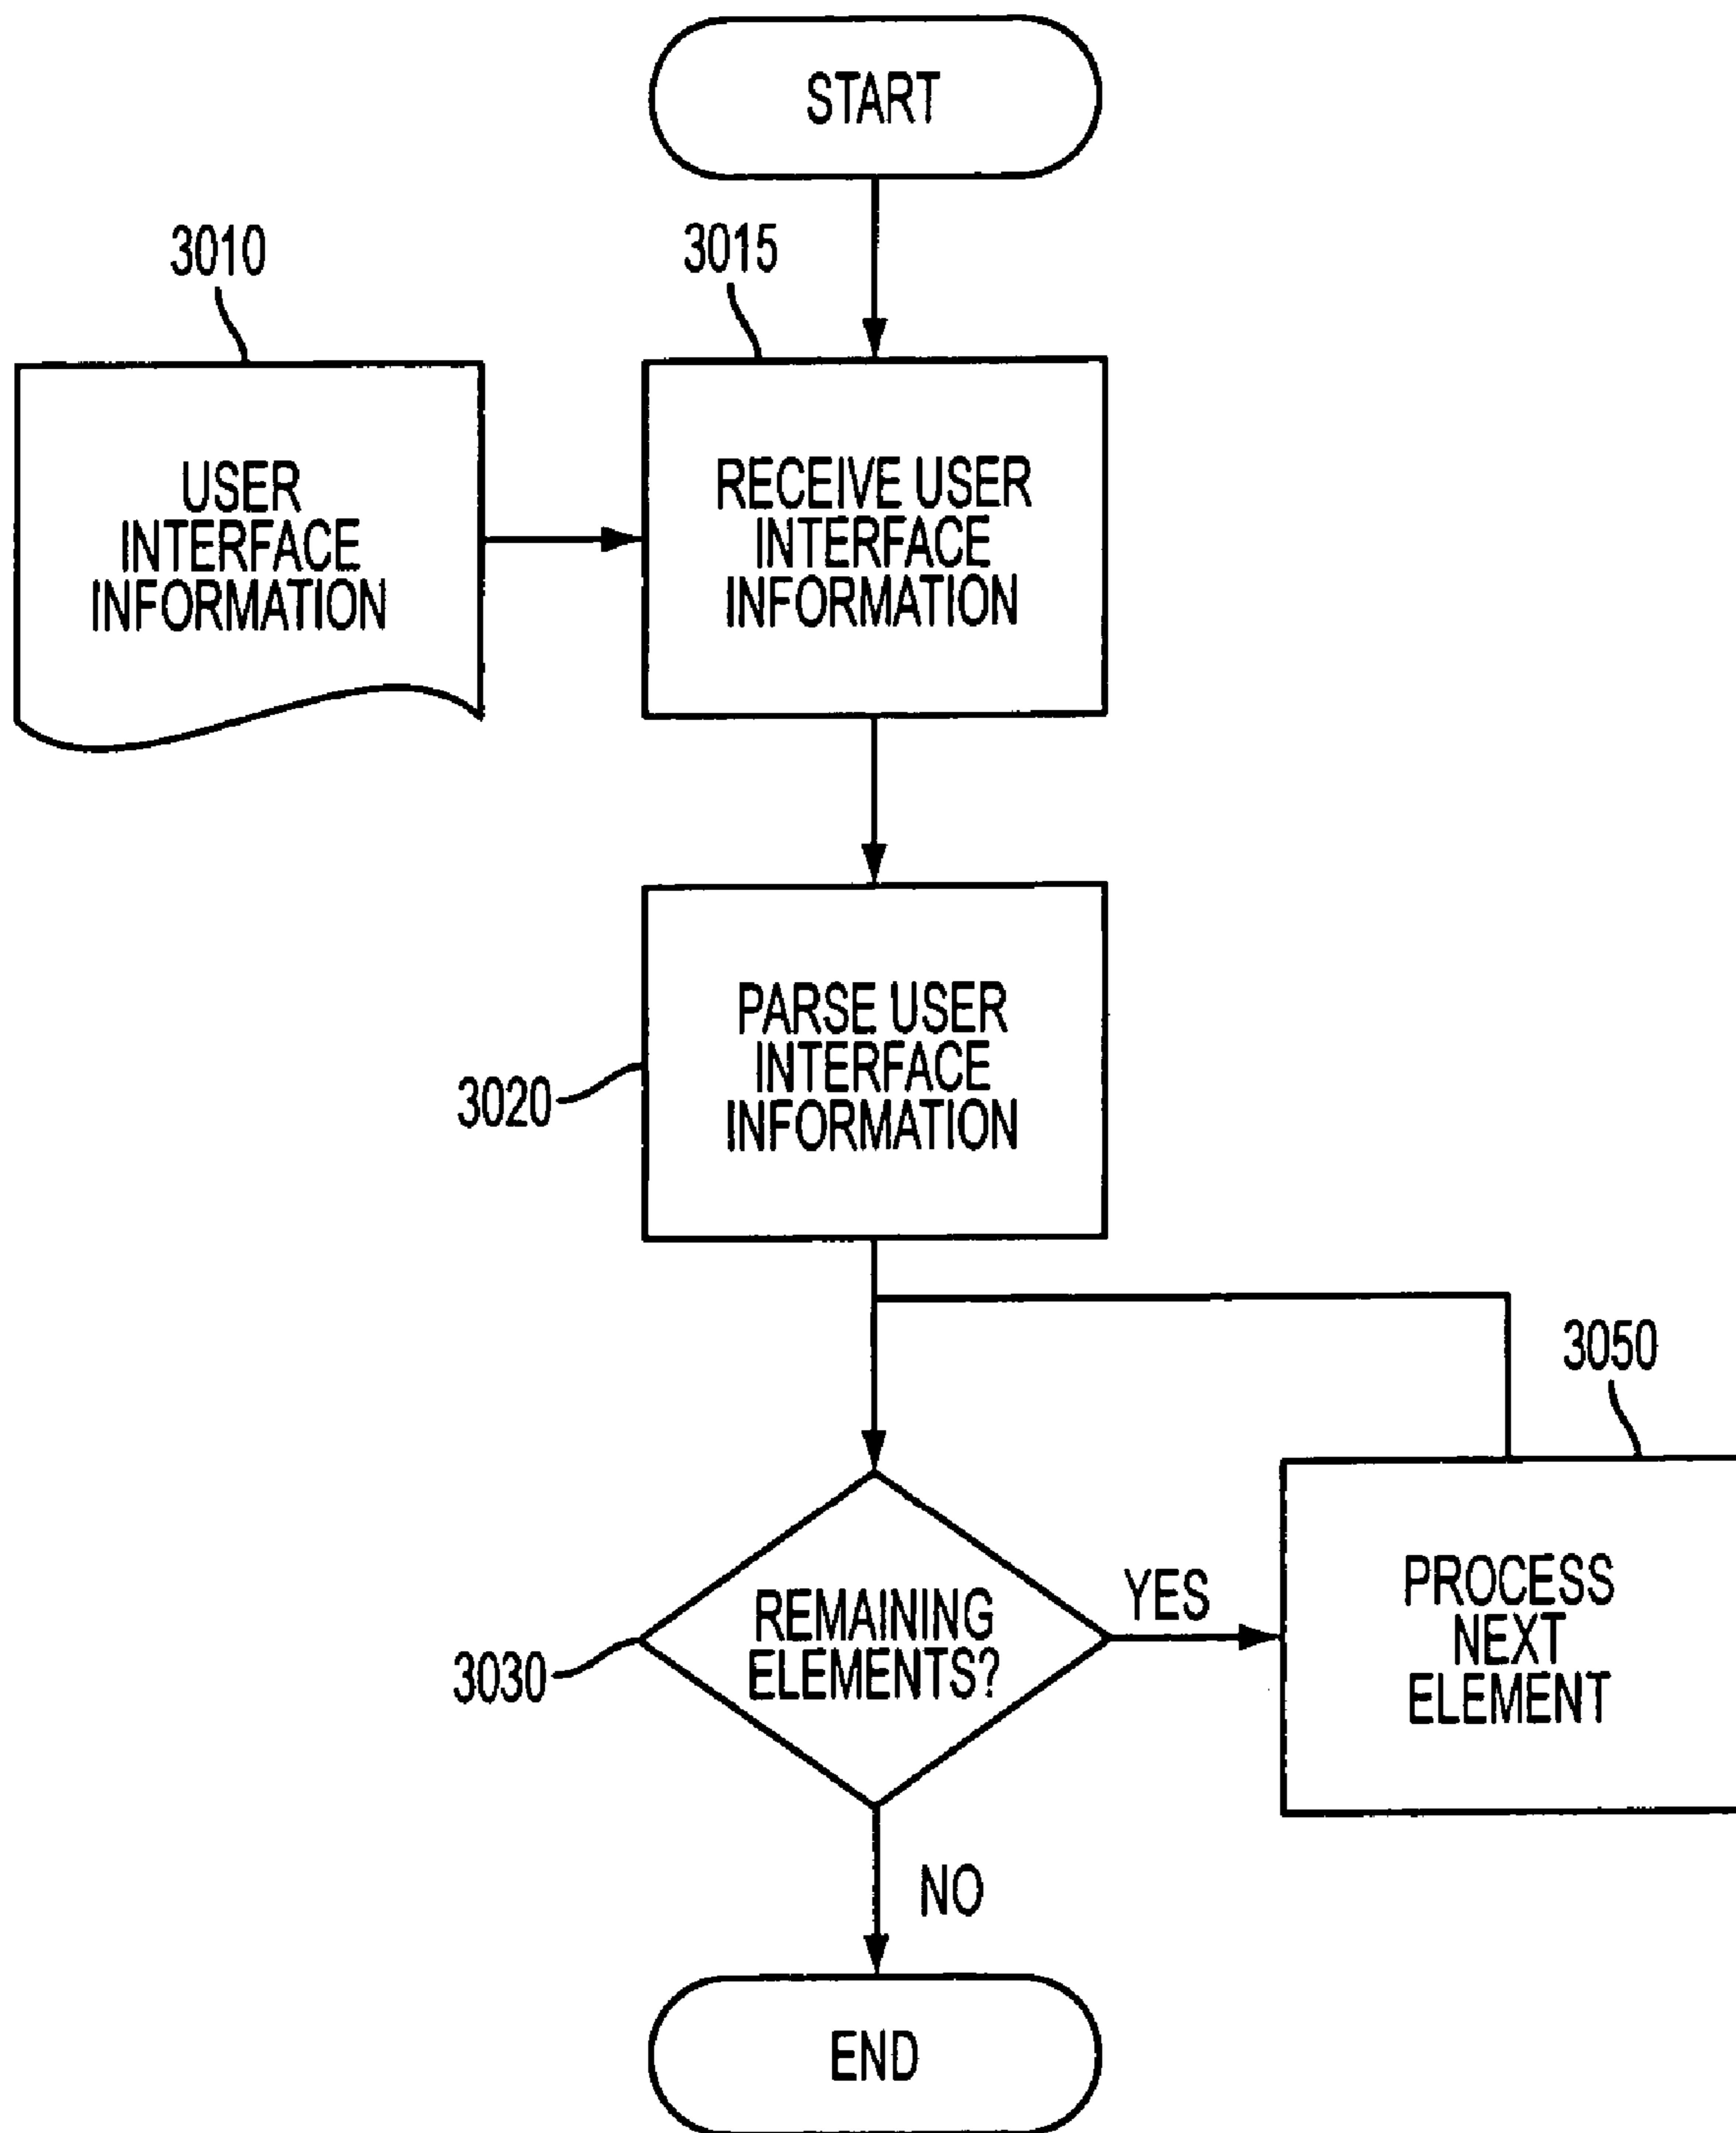 START
3010
3015
USER
INTERFACE
INFORMATION
RECEIVE USER
INTERFACE
INFORMATION
3020
PARSE USER
INTERFACE
INFORMATION
3050
3030
REMAINING
ELEMENTS?
YES
PROCESS
NEXT
ELEMENT
NO
END